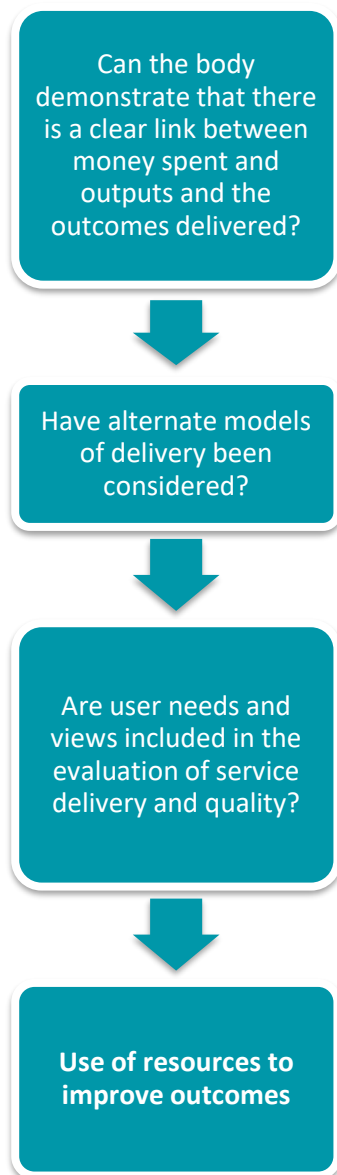 Can the body
demonstrate that there
is a clear link between
money spent and
outputs and the
outcomes delivered?
Have alternate models
of delivery been
considered?
Are user needs and
views included in the
evaluation of service
delivery and quality?
Use of resources to
improve outcomes